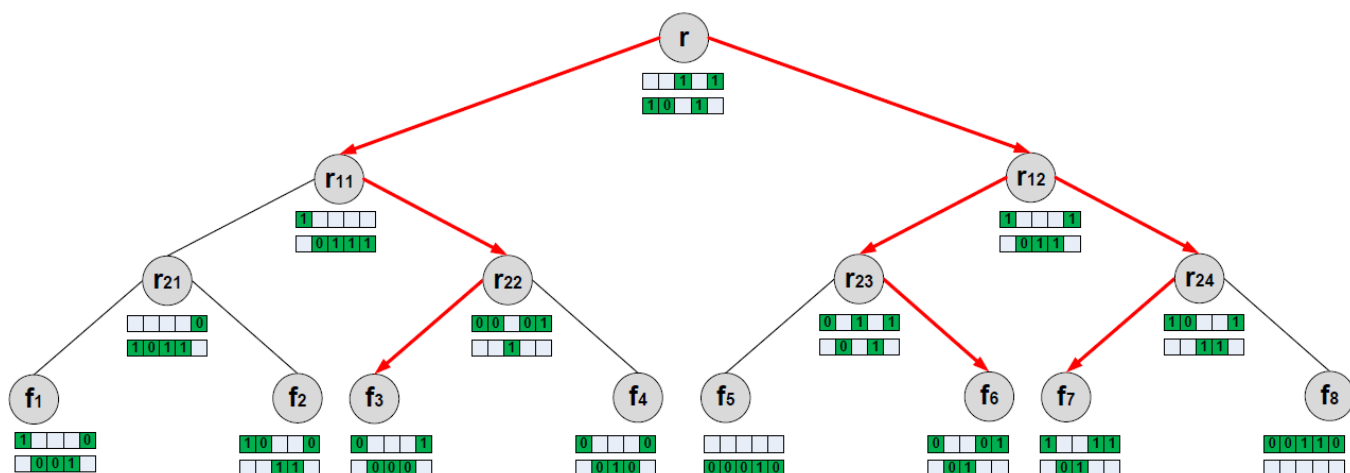 r
1 1
1 0 1
r11 r12
1 1 1
0 1 1 1 0 1 1
r21 r22 r23 r24
0 0 0 0 1 0 1 1 1 0 1
1 0 1 1 1 0 1 1 1
f1 f2 f3 f4 f5 f6 f7 f8
1 0 1 0 0 0 1 0 0 0 0 1 1 1 1 0 0 1 1 0
0 0 1 1 1 0 0 0 0 1 0 0 0 0 1 0 0 1 0 1